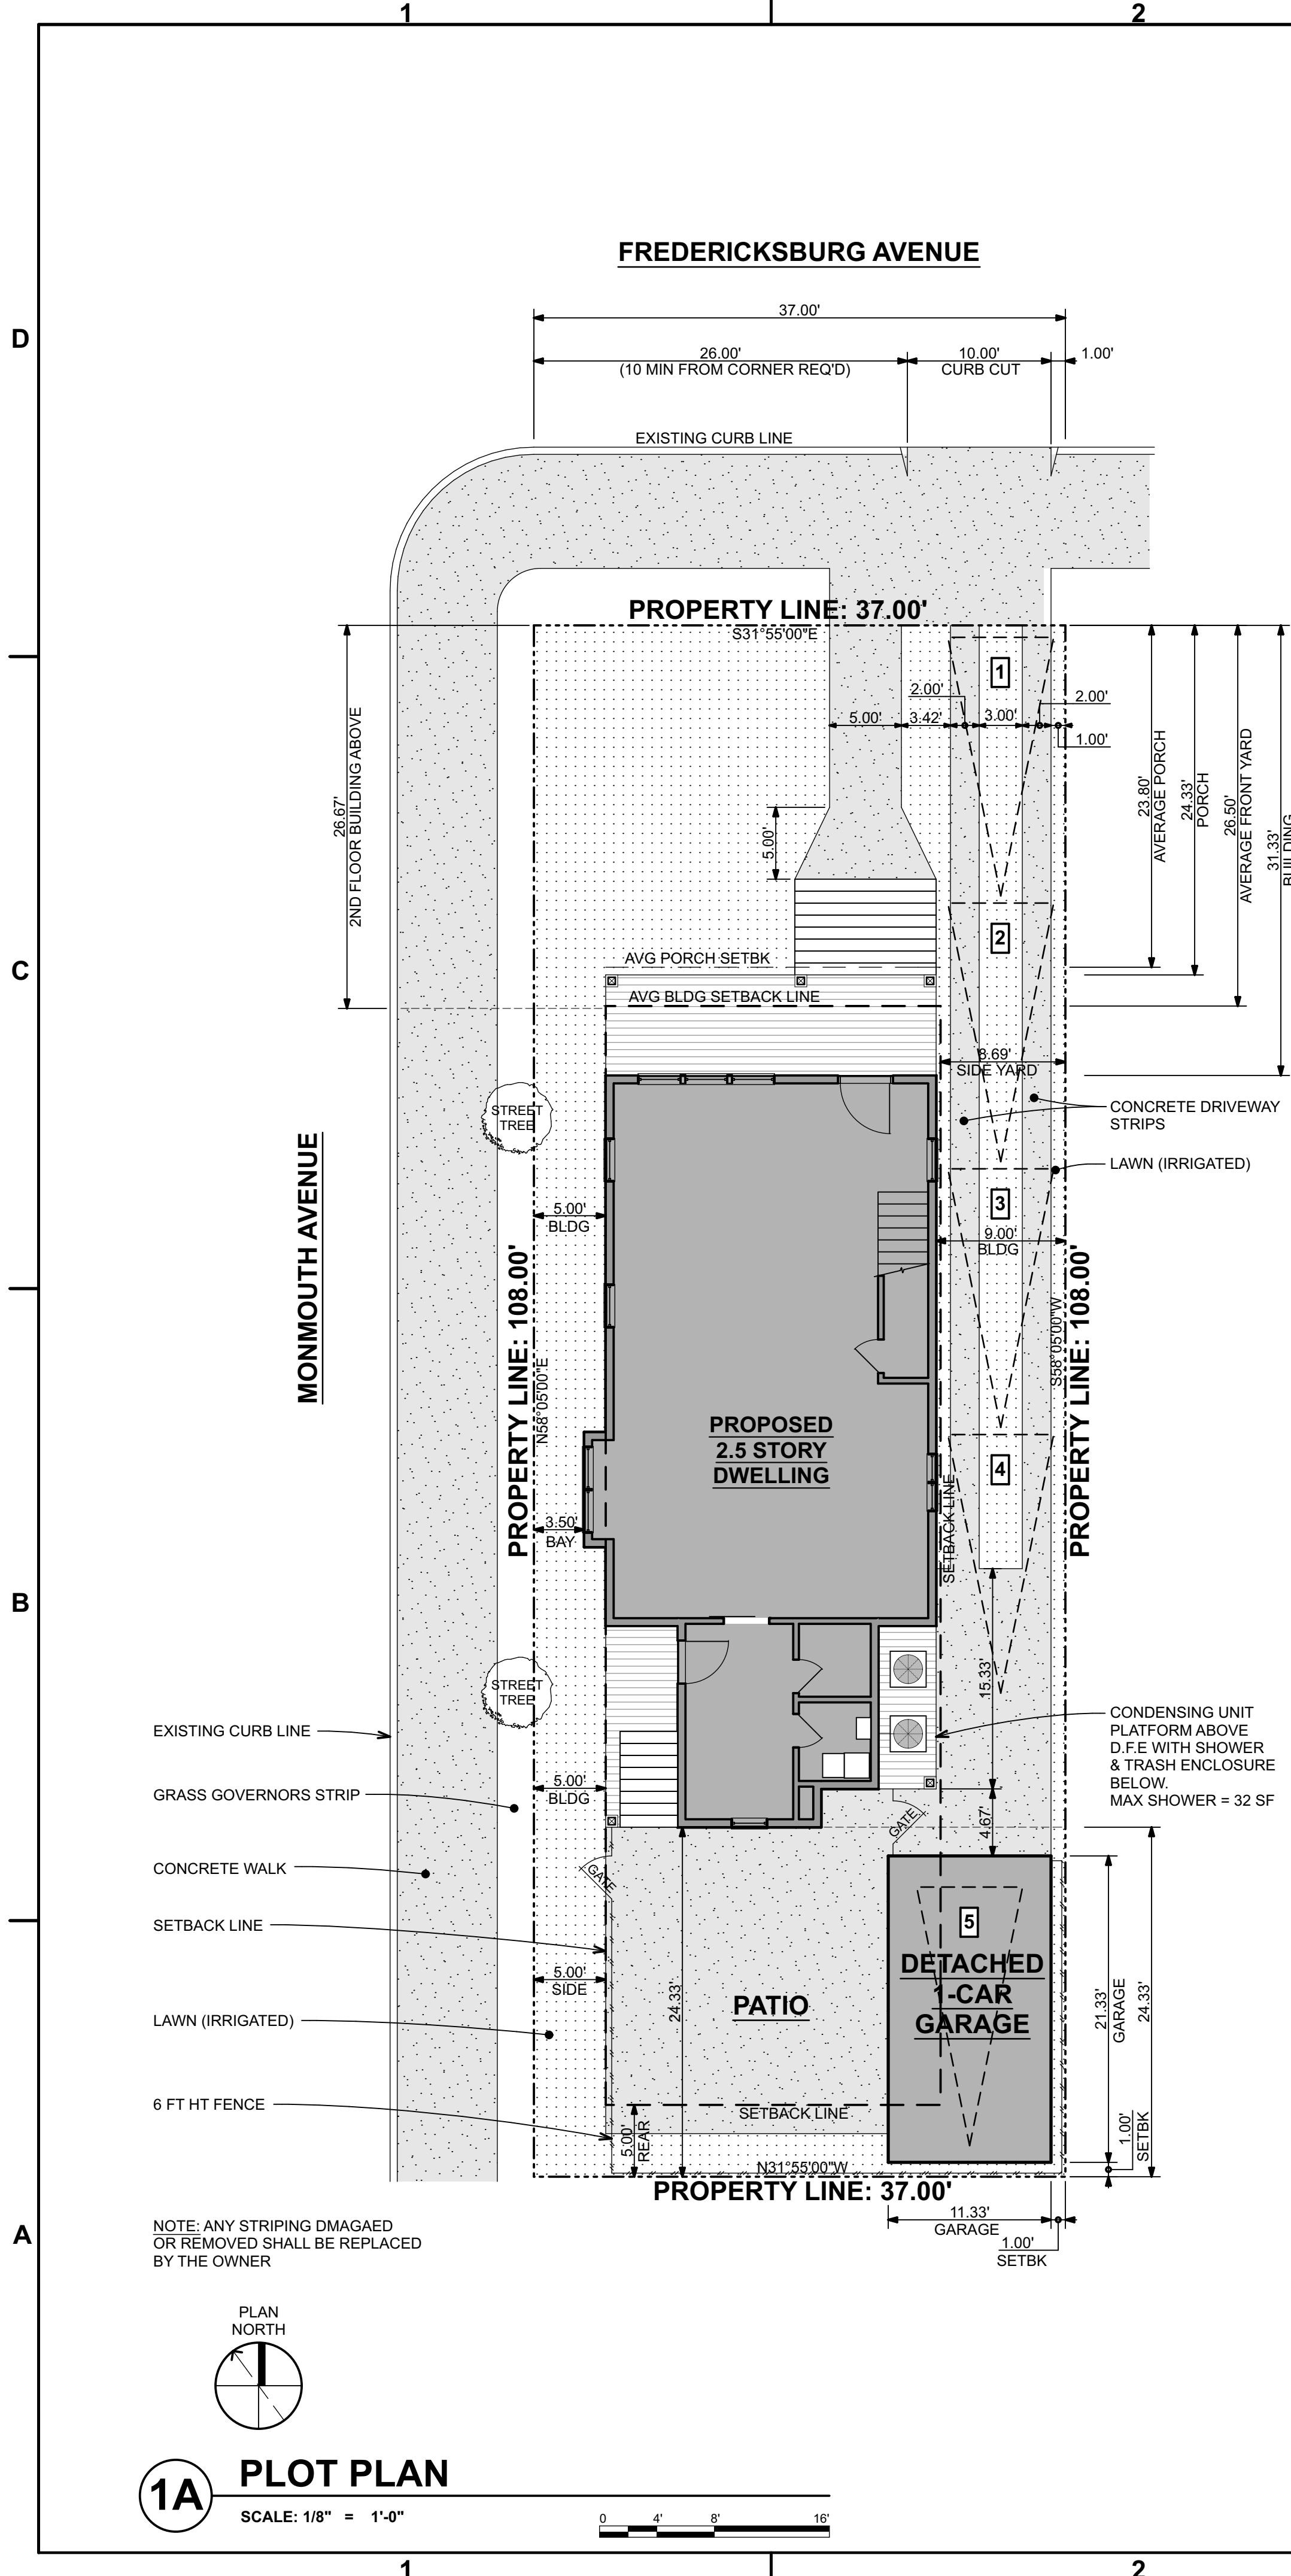 1
2
FREDERICKSBURG AVENUE
37.00'
26.00'
(10 MIN FROM CORNER REQ'D)
10.00'
CURB CUT
1.00'
D
EXISTING CURB LINE
PROPERTY LINE: 37.00'
S31°55'00"E
1
2.00'
2.00'
5.00'
3.42'
3.00'
1.00'
26.67'
2ND FLOOR BUILDING ABOVE
23.80'
AVERAGE PORCH
24.33'
PORCH
26.50'
AVERAGE FRONT YARD
31.33'
BUILDING
5.00'
2
C
AVG PORCH SETBK
AVG BLDG SETBACK LINE
8.69'
SIDE YARD
STREET
TREE
CONCRETE DRIVEWAY
STRIPS
LAWN (IRRIGATED)
3
5.00'
BLDG
9.00'
BLDG
MONMOUTH AVENUE
PROPERTY LINE: 108.00'
N58°05'00"E
S58°05'00"W
PROPERTY LINE: 108.00'
PROPOSED
2.5 STORY
DWELLING
4
SETBACK LINE
3.50'
BAY
B
STREET
TREE
15.33'
EXISTING CURB LINE
CONDENSING UNIT
PLATFORM ABOVE
D.F.E WITH SHOWER
& TRASH ENCLOSURE
BELOW.
MAX SHOWER = 32 SF
5.00'
BLDG
GRASS GOVERNORS STRIP
4.67'
GATE
GATE
CONCRETE WALK
5
SETBACK LINE
DETACHED
1-CAR
GARAGE
5.00'
SIDE
PATIO
24.33'
21.33'
GARAGE
24.33'
LAWN (IRRIGATED)
6 FT HT FENCE
SETBACK LINE
5.00'
REAR
1.00'
SETBK
N31°55'00"W
PROPERTY LINE: 37.00'
11.33'
GARAGE
1.00'
SETBK
A
NOTE: ANY STRIPING DMAGAED
OR REMOVED SHALL BE REPLACED
BY THE OWNER
PLAN
NORTH
1A
PLOT PLAN
SCALE: 1/8" = 1'-0"
0 4' 8' 16'
1
2